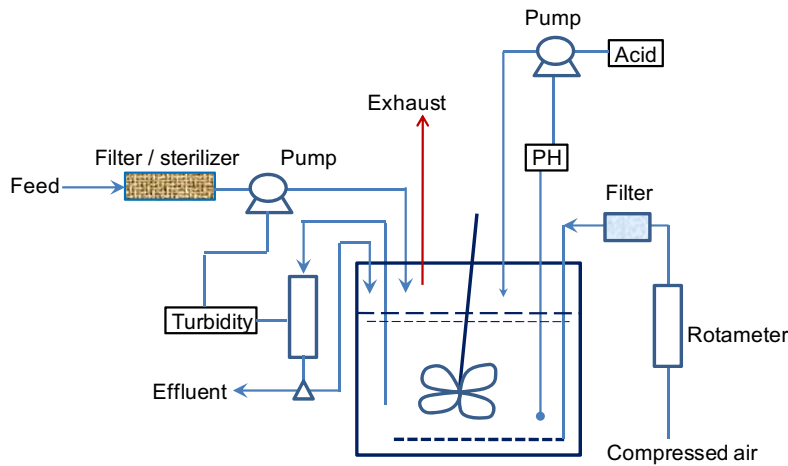 Pump
Acid
Exhaust
Filter / sterilizer
Pump
PH
Feed
Filter
Turbidity
Rotameter
Effluent
Compressed air